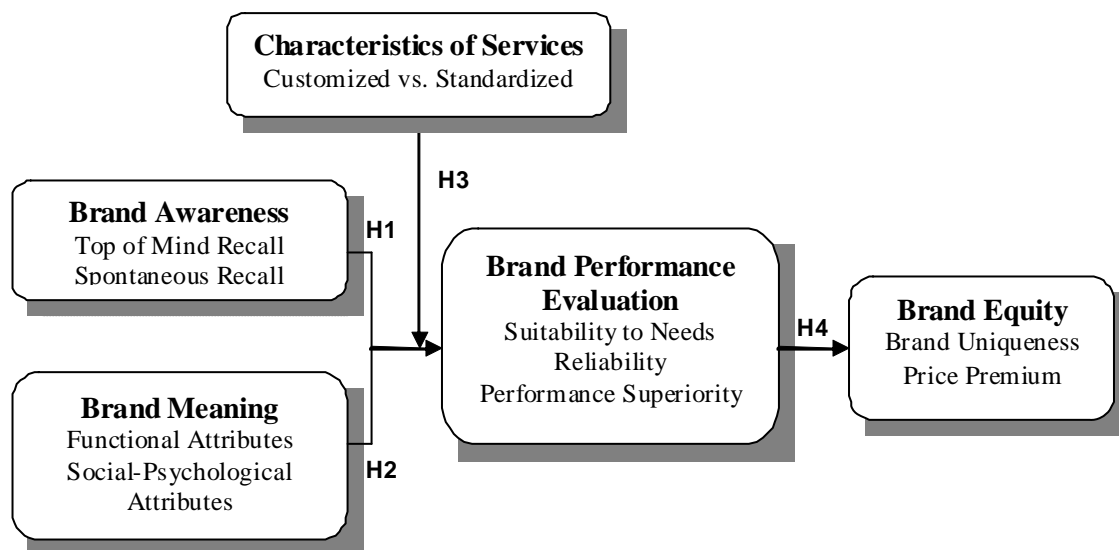 Characteristics of Services
Customized vs. Standardized
H3
Brand Awareness
Top of Mind Recall
Spontaneous Recall
H1
Brand Performance
Evaluation
Suitability to Needs
Reliability
Performance Superiority
H4
Brand Equity
Brand Uniqueness
Price Premium
Brand Meaning
Functional Attributes
Social-Psychological
Attributes
H2